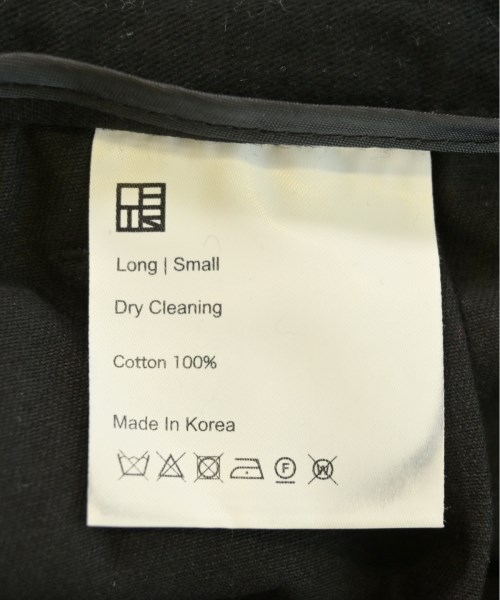 Long | Small
Dry Cleaning
Cotton 100%
Made In Korea
F W